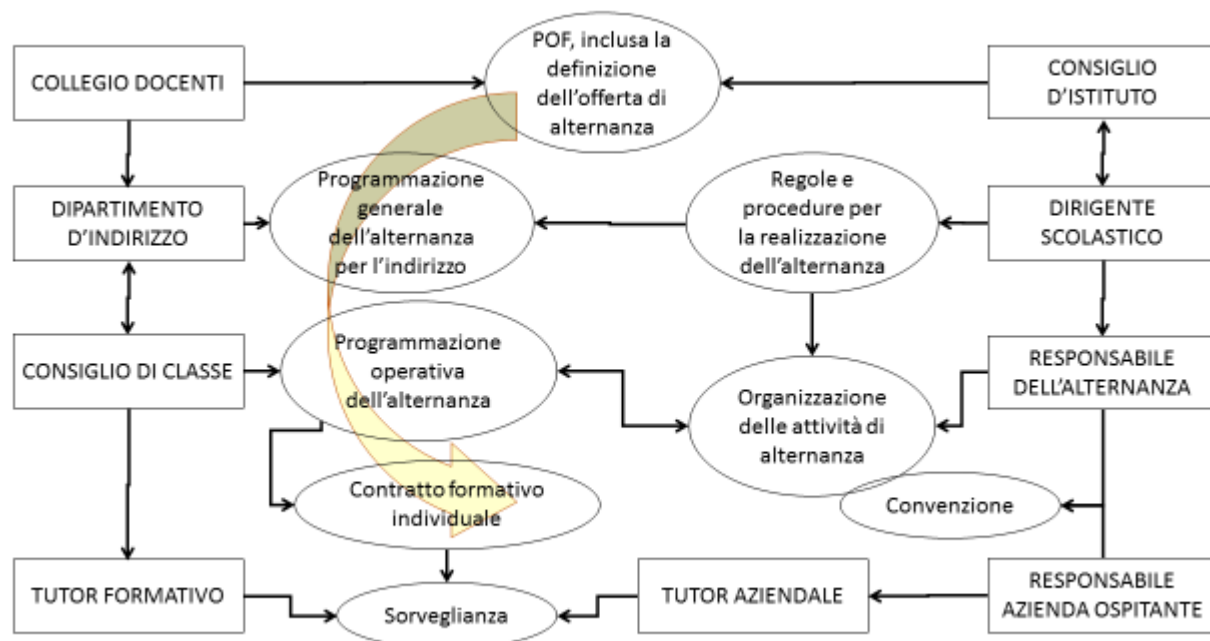 POF, inclusa la
definizione
dell'offerta di
alternanza
COLLEGIO DOCENTI
CONSIGLIO
D'ISTITUTO
Programmazione
generale
dell'alternanza
per l'indirizzo
Regole e
procedure per
la realizzazione
dell'alternanza
DIPARTIMENTO
D'INDIRIZZO
DIRIGENTE
SCOLASTICO
Programmazione
operativa
dell'alternanza
CONSIGLIO DI CLASSE
RESPONSABILE
DELL'ALTERNANZA
Organizzazione
delle attività di
alternanza
Contratto formativo
individuale
Convenzione
TUTOR FORMATIVO
Sorveglianza
TUTOR AZIENDALE
RESPONSABILE
AZIENDA OSPITANTE